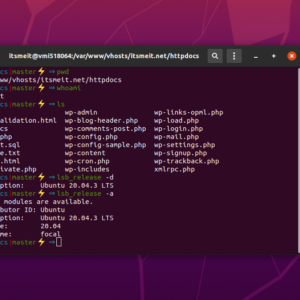 itsmeit@vmi518064:/var/www/vhosts/itsmeit.net/httpdocs
cs master⚡ ⇒ pwd
ww/vhosts/itsmeit.net/httpdocs
cs master⚡ ⇒ whoami
t
cs master⚡ ⇒ ls
wp-admin wp-links-opml.php
alidation.html wp-blog-header.php wp-load.php
cs wp-comments-post.php wp-login.php
php wp-config.php wp-mail.php
t.sql wp-config-sample.php wp-settings.php
e.txt wp-content wp-signup.php
.html wp-cron.php wp-trackback.php
ivate.php wp-includes xmlrpc.php
cs master⚡ ⇒ lsb_release -d
ption: Ubuntu 20.04.3 LTS
cs master⚡ ⇒ lsb_release -a
modules are available.
butor ID: Ubuntu
ption: Ubuntu 20.04.3 LTS
e: 20.04
me: focal
cs master⚡ ⇒